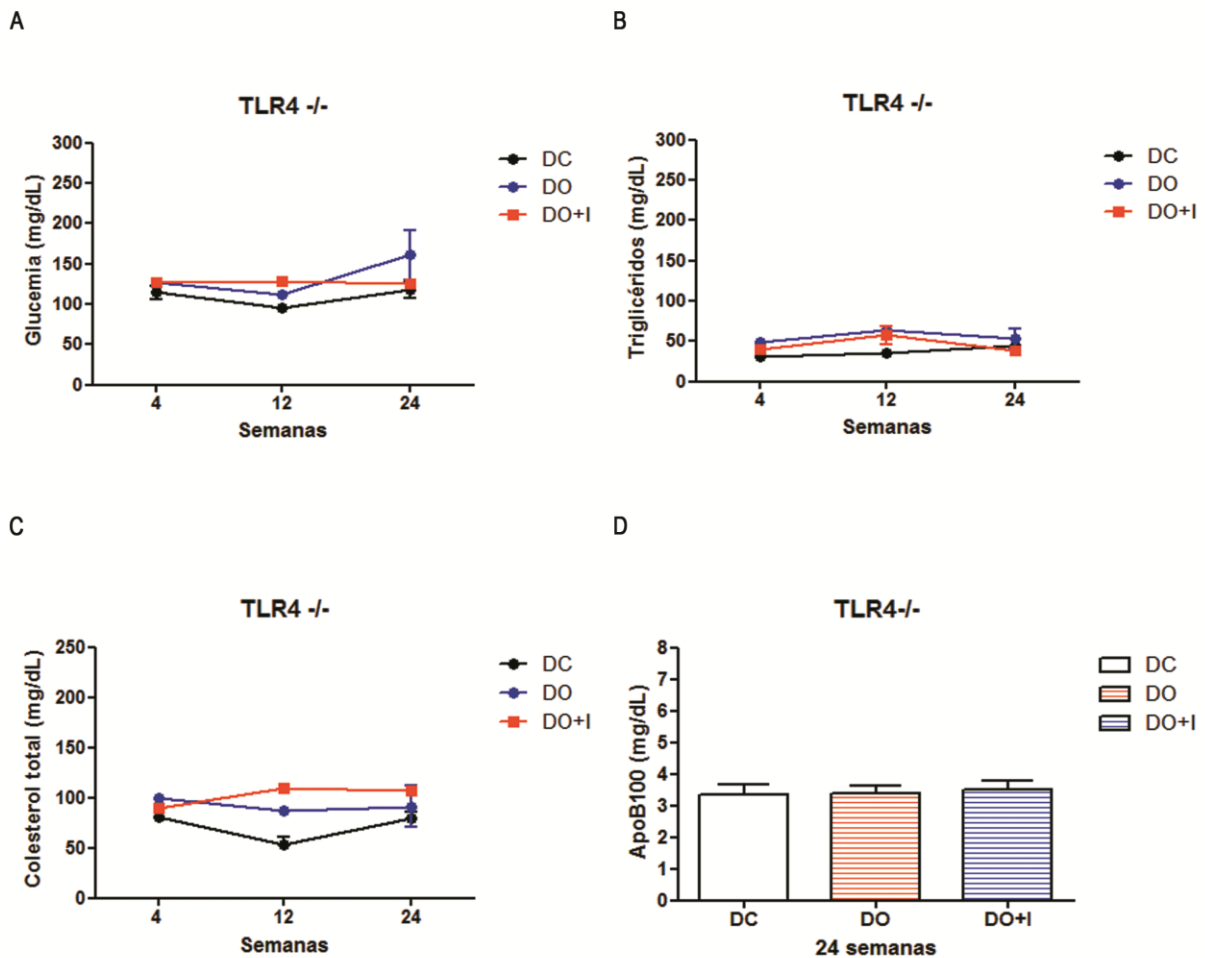 A
TLR4 -/-
Glucemia (mg/dL)
300
250
200
150
100
50
0
4
12
24
Semanas
DC
DO
DO+I
B
TLR4 -/-
Triglicéridos (mg/dL)
300
250
200
150
100
50
0
4
12
24
Semanas
DC
DO
DO+I
C
TLR4 -/-
Colesterol total (mg/dL)
250
200
150
100
50
0
4
12
24
Semanas
DC
DO
DO+I
D
TLR4-/-
ApoB100 (mg/dL)
8
7
6
5
4
3
2
1
0
DC
DO
DO+I
24 semanas
DC
DO
DO+I